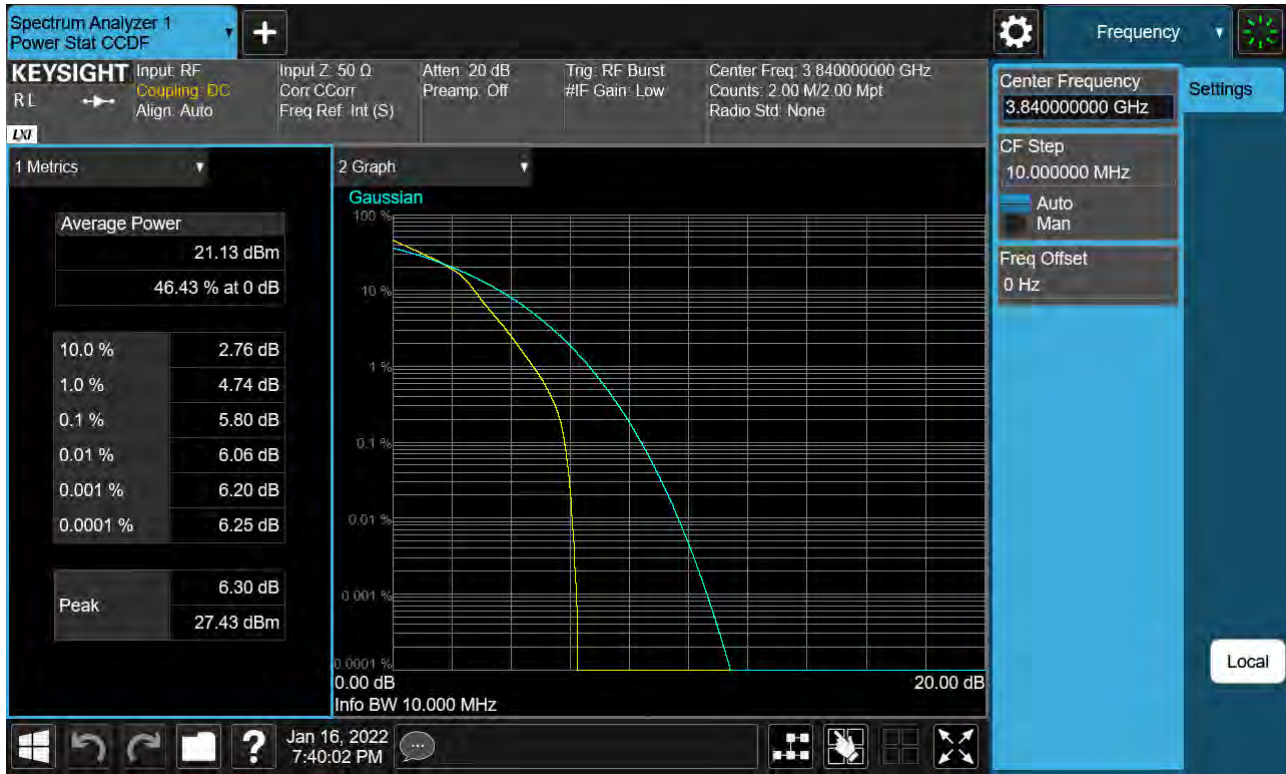 Spectrum Analyzer 1
Power Stat CCDF
+
Frequency
KEYSIGHT
RL
LXI
Input: RF
Coupling: DC
Align: Auto
Input Z: 50 Ω
Corr CCorr
Freq Ref: Int (S)
Atten: 20 dB
Preamp: Off
Trig: RF Burst
#IF Gain: Low
Center Freq: 3.840000000 GHz
Counts: 2.00 M/2.00 Mpt
Radio Std: None
1 Metrics
Average Power
21.13 dBm
46.43 % at 0 dB
10.0 % 2.76 dB
1.0 % 4.74 dB
0.1 % 5.80 dB
0.01 % 6.06 dB
0.001 % 6.20 dB
0.0001 % 6.25 dB
Peak 6.30 dB
27.43 dBm
2 Graph
Gaussian
100 %
10 %
1 %
0.1 %
0.01 %
0.001 %
0.0001 %
0.00 dB 20.00 dB
Info BW 10.000 MHz
Center Frequency
3.840000000 GHz
CF Step
10.000000 MHz
Auto
Man
Freq Offset
0 Hz
Settings
Local
?
Jan 16, 2022
7:40:02 PM